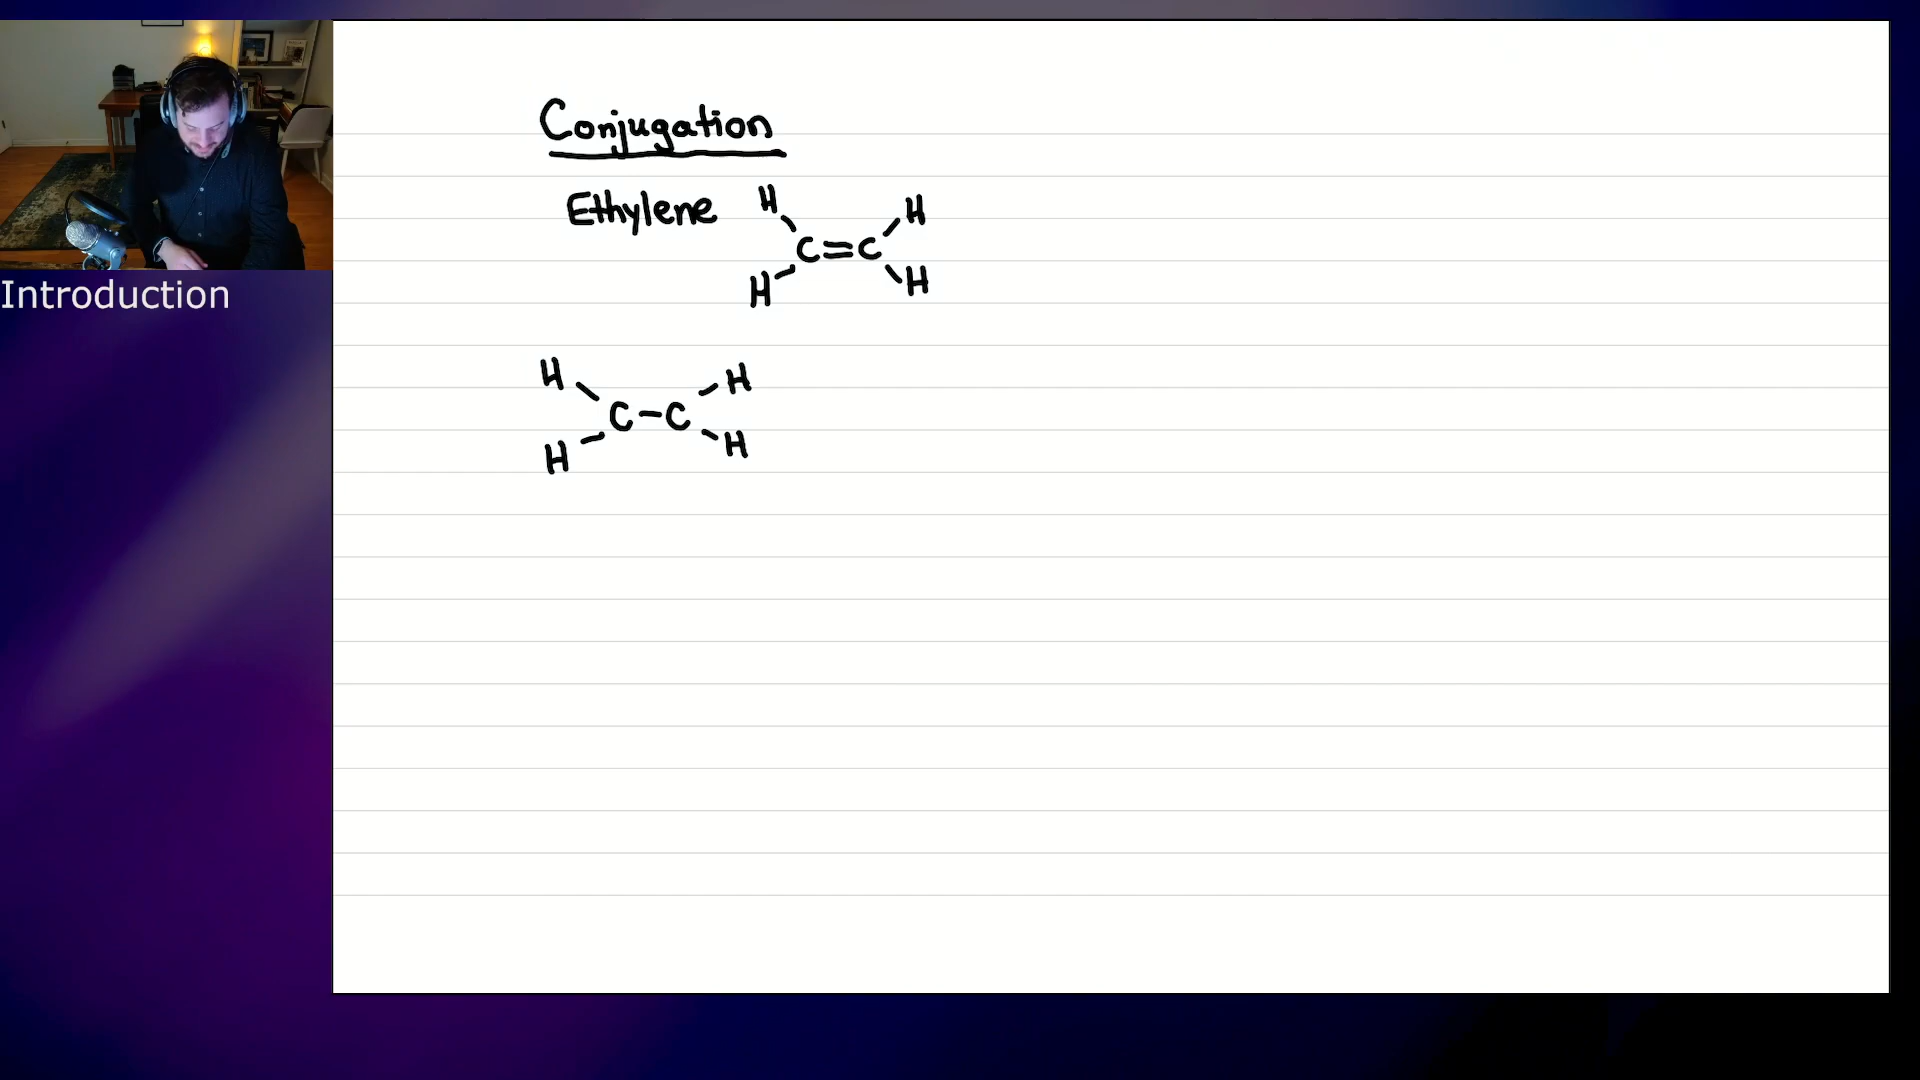 Introduction
Conjugation
Ethylene
H H
C=C
H H
H H
C-C
H H